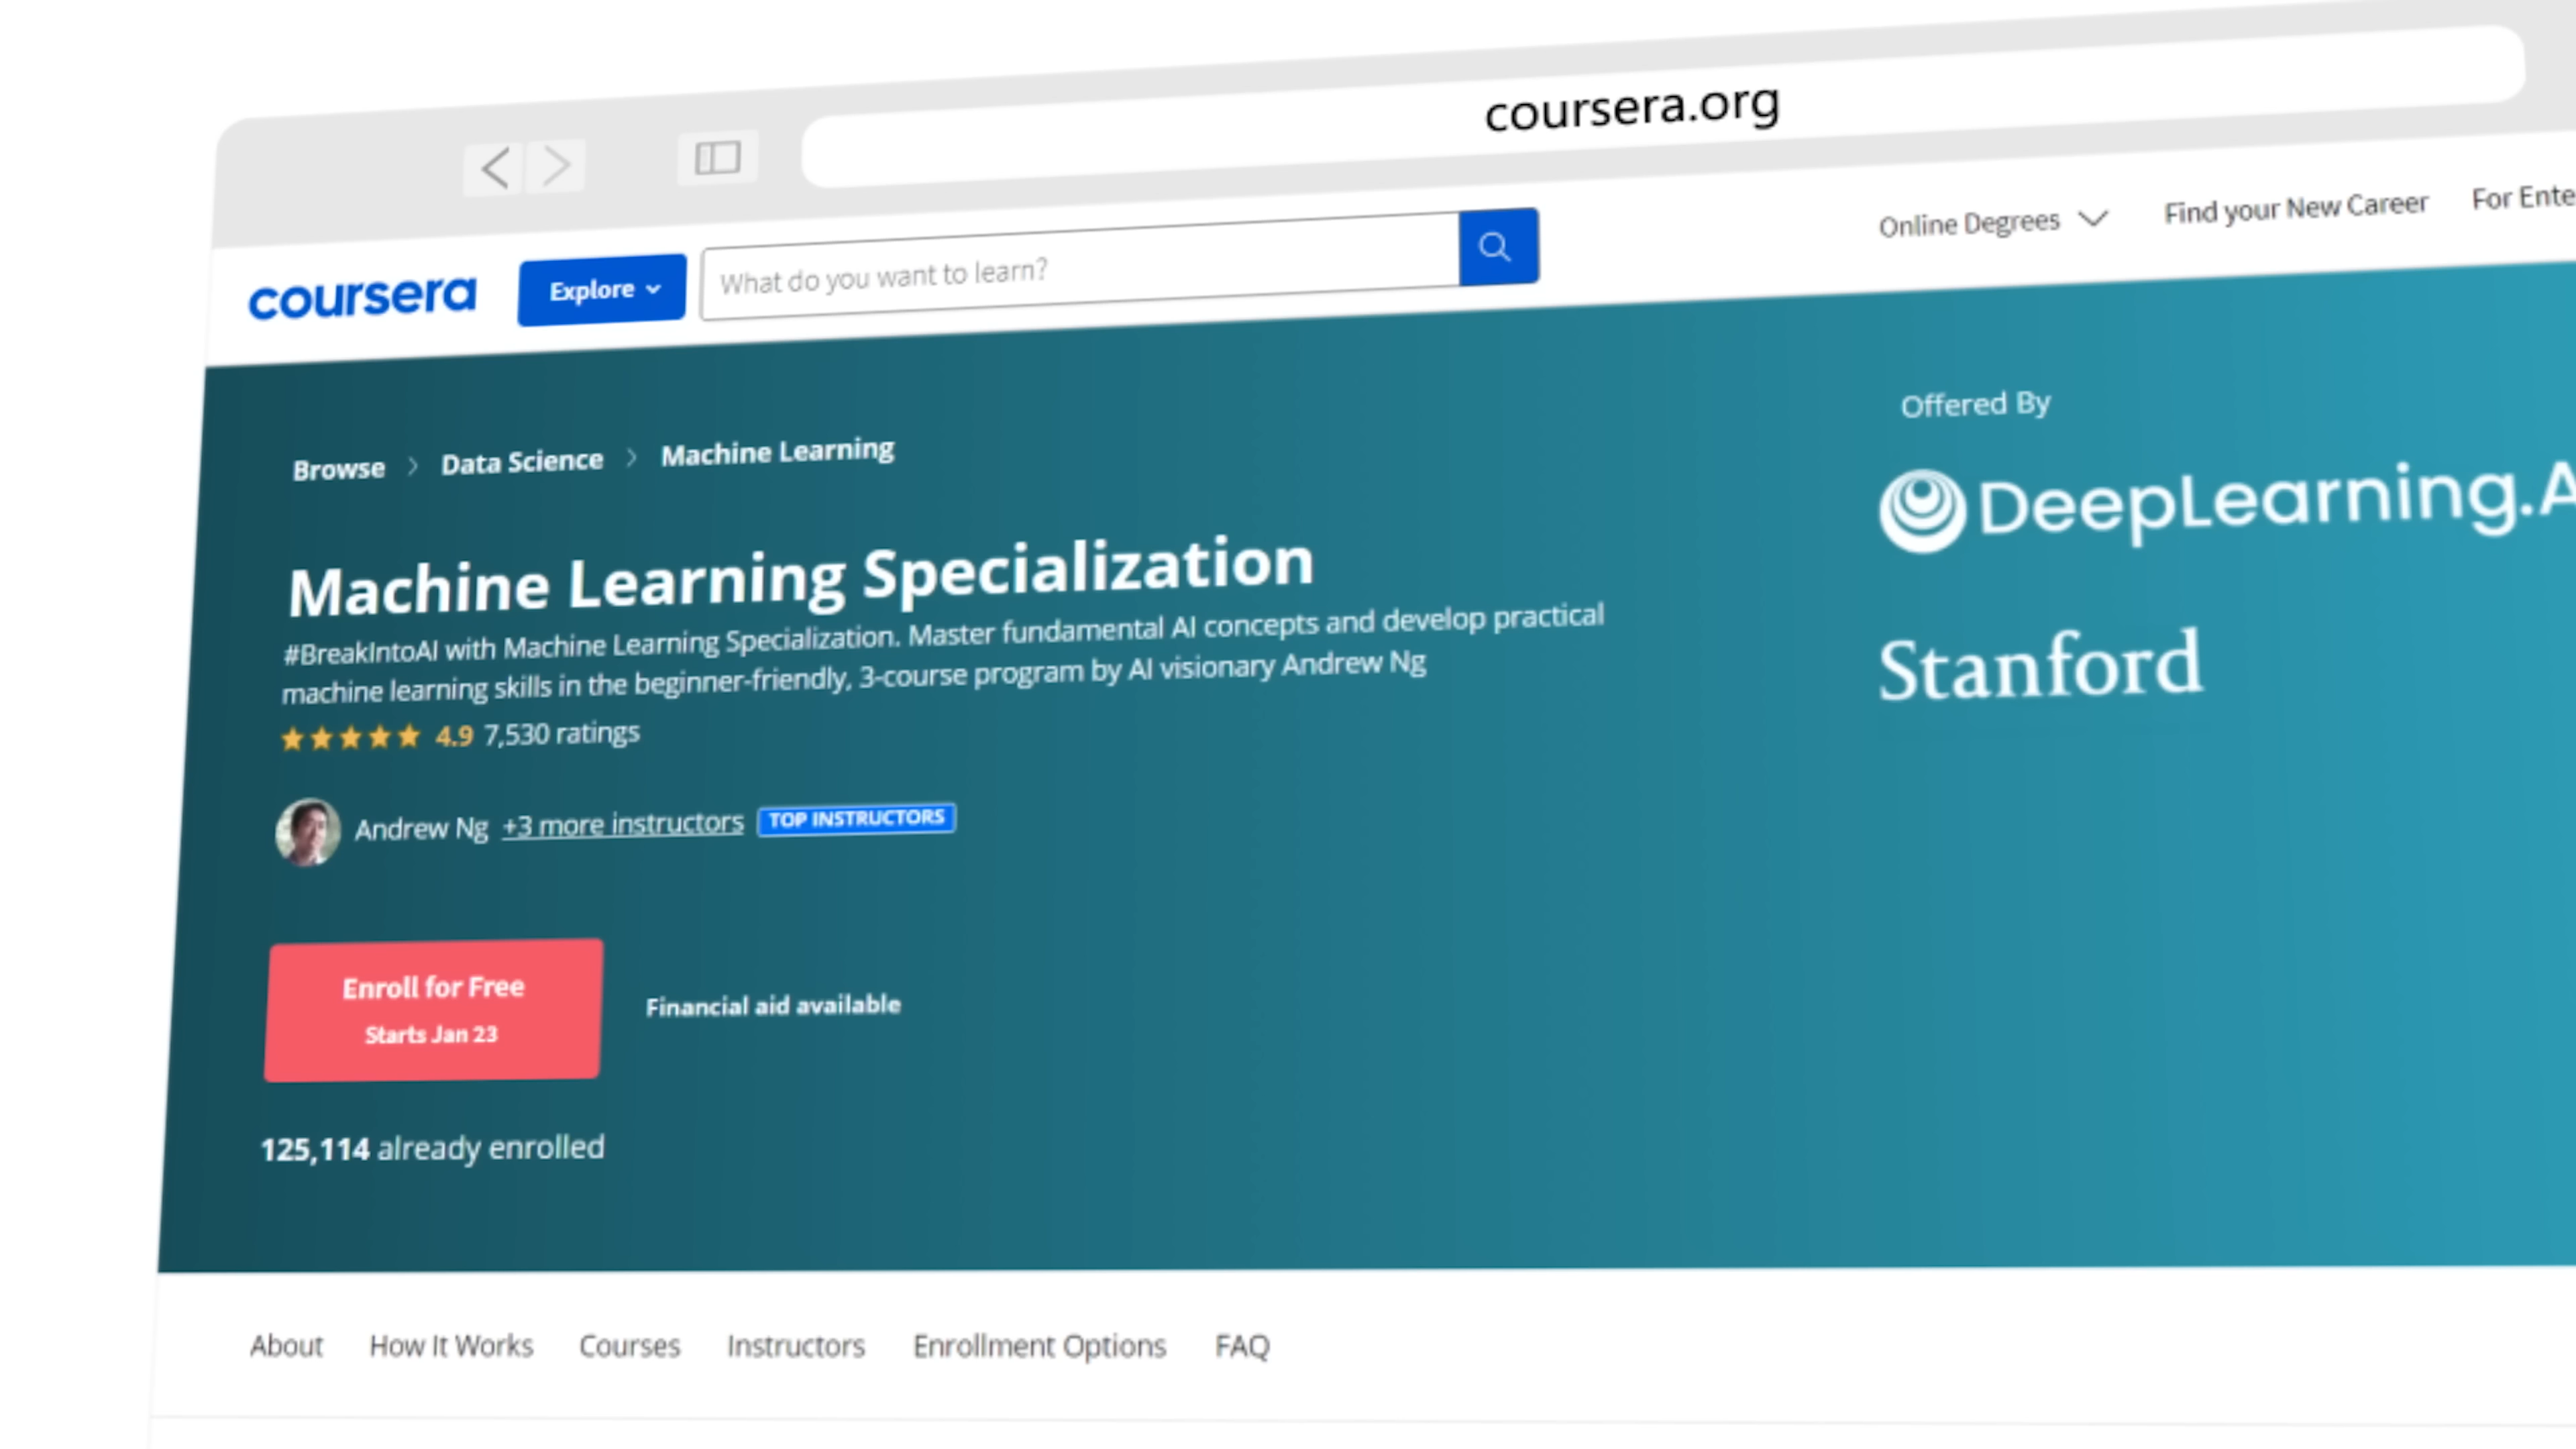 coursera.org
coursera
Explore
What do you want to learn?
Online Degrees
Find your New Career
For
Offered By
Browse > Data Science > Machine Learning
Machine Learning Specialization
#BreakIntoAI with Machine Learning Specialization. Master fundamental AI concepts and develop practical
machine learning skills in the beginner-friendly, 3-course program by AI visionary Andrew Ng
4.9 7,530 ratings
Andrew Ng +3 more instructors TOP INSTRUCTORS
Enroll for Free
Starts Jan 23
Financial aid available
125,114 already enrolled
Stanford
About
How It Works
Courses
Instructors
Enrollment Options
FAQ